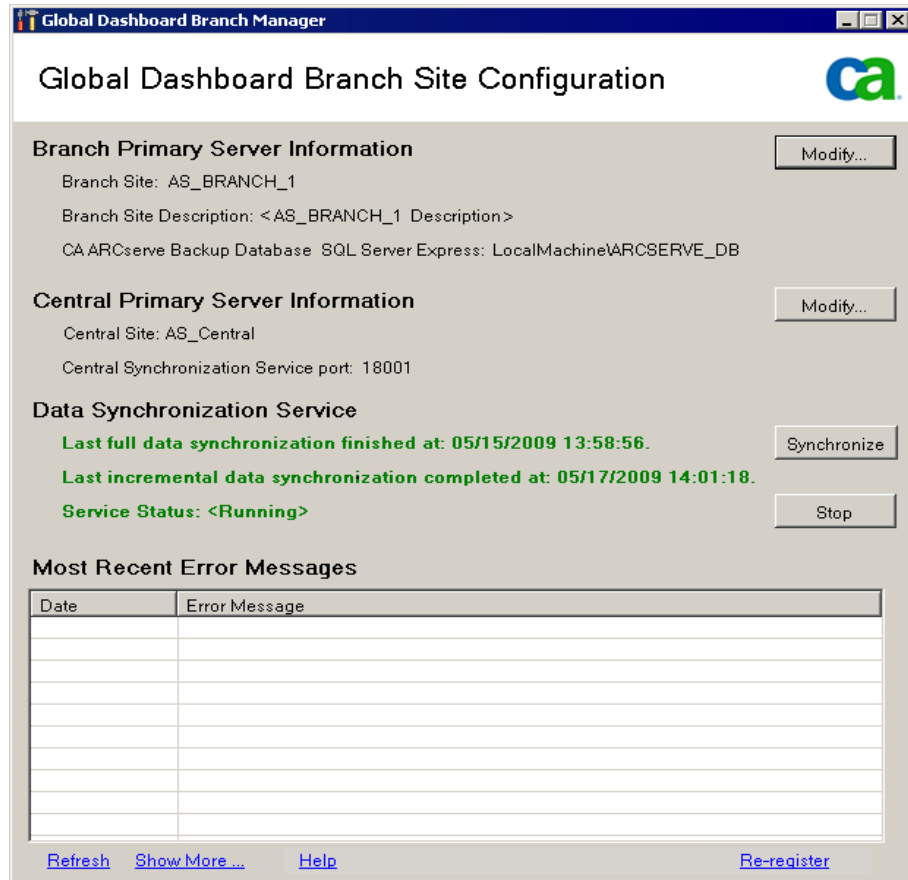 Global Dashboard Branch Manager
Global Dashboard Branch Site Configuration
ca
Branch Primary Server Information
Modify...
Branch Site: AS_BRANCH_1
Branch Site Description: <AS_BRANCH_1 Description>
CA ARCserve Backup Database SQL Server Express: LocalMachine\ARCSERVE_DB
Central Primary Server Information
Modify...
Central Site: AS_Central
Central Synchronization Service port: 18001
Data Synchronization Service
Last full data synchronization finished at: 05/15/2009 13:58:56.
Synchronize
Last incremental data synchronization completed at: 05/17/2009 14:01:18.
Service Status: <Running>
Stop
Most Recent Error Messages
Date Error Message
Refresh Show More ... Help Re-register